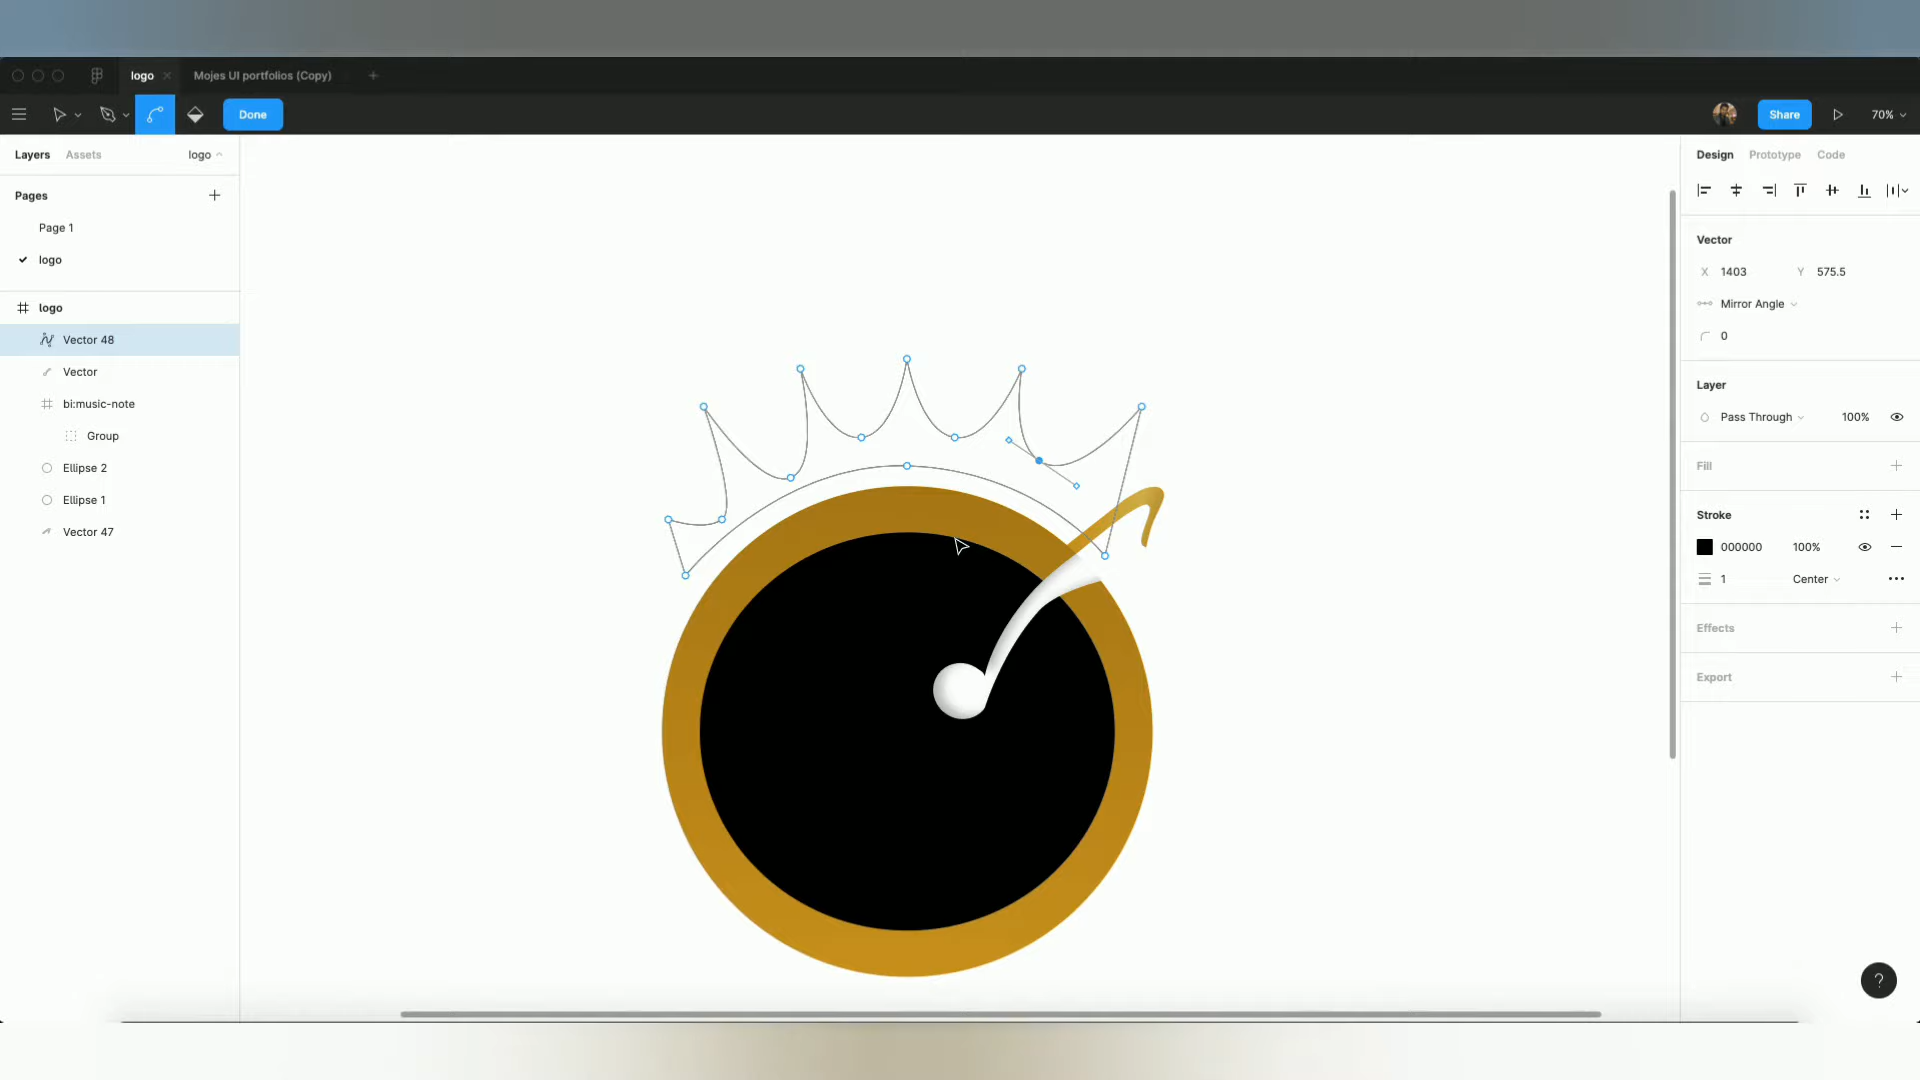 logo
Mojes UI portfolios (Copy)
Done
Share
70%
Layers
Assets
logo
Pages
Page 1
logo
logo
Vector 48
Vector
bi:music-note
Group
Ellipse 2
Ellipse 1
Vector 47
Design
Prototype
Code
Vector
X 1403
Y 575.5
Mirror Angle
0
Layer
Pass Through
100%
Fill
Stroke
000000
100%
1
Center
Effects
Export
?